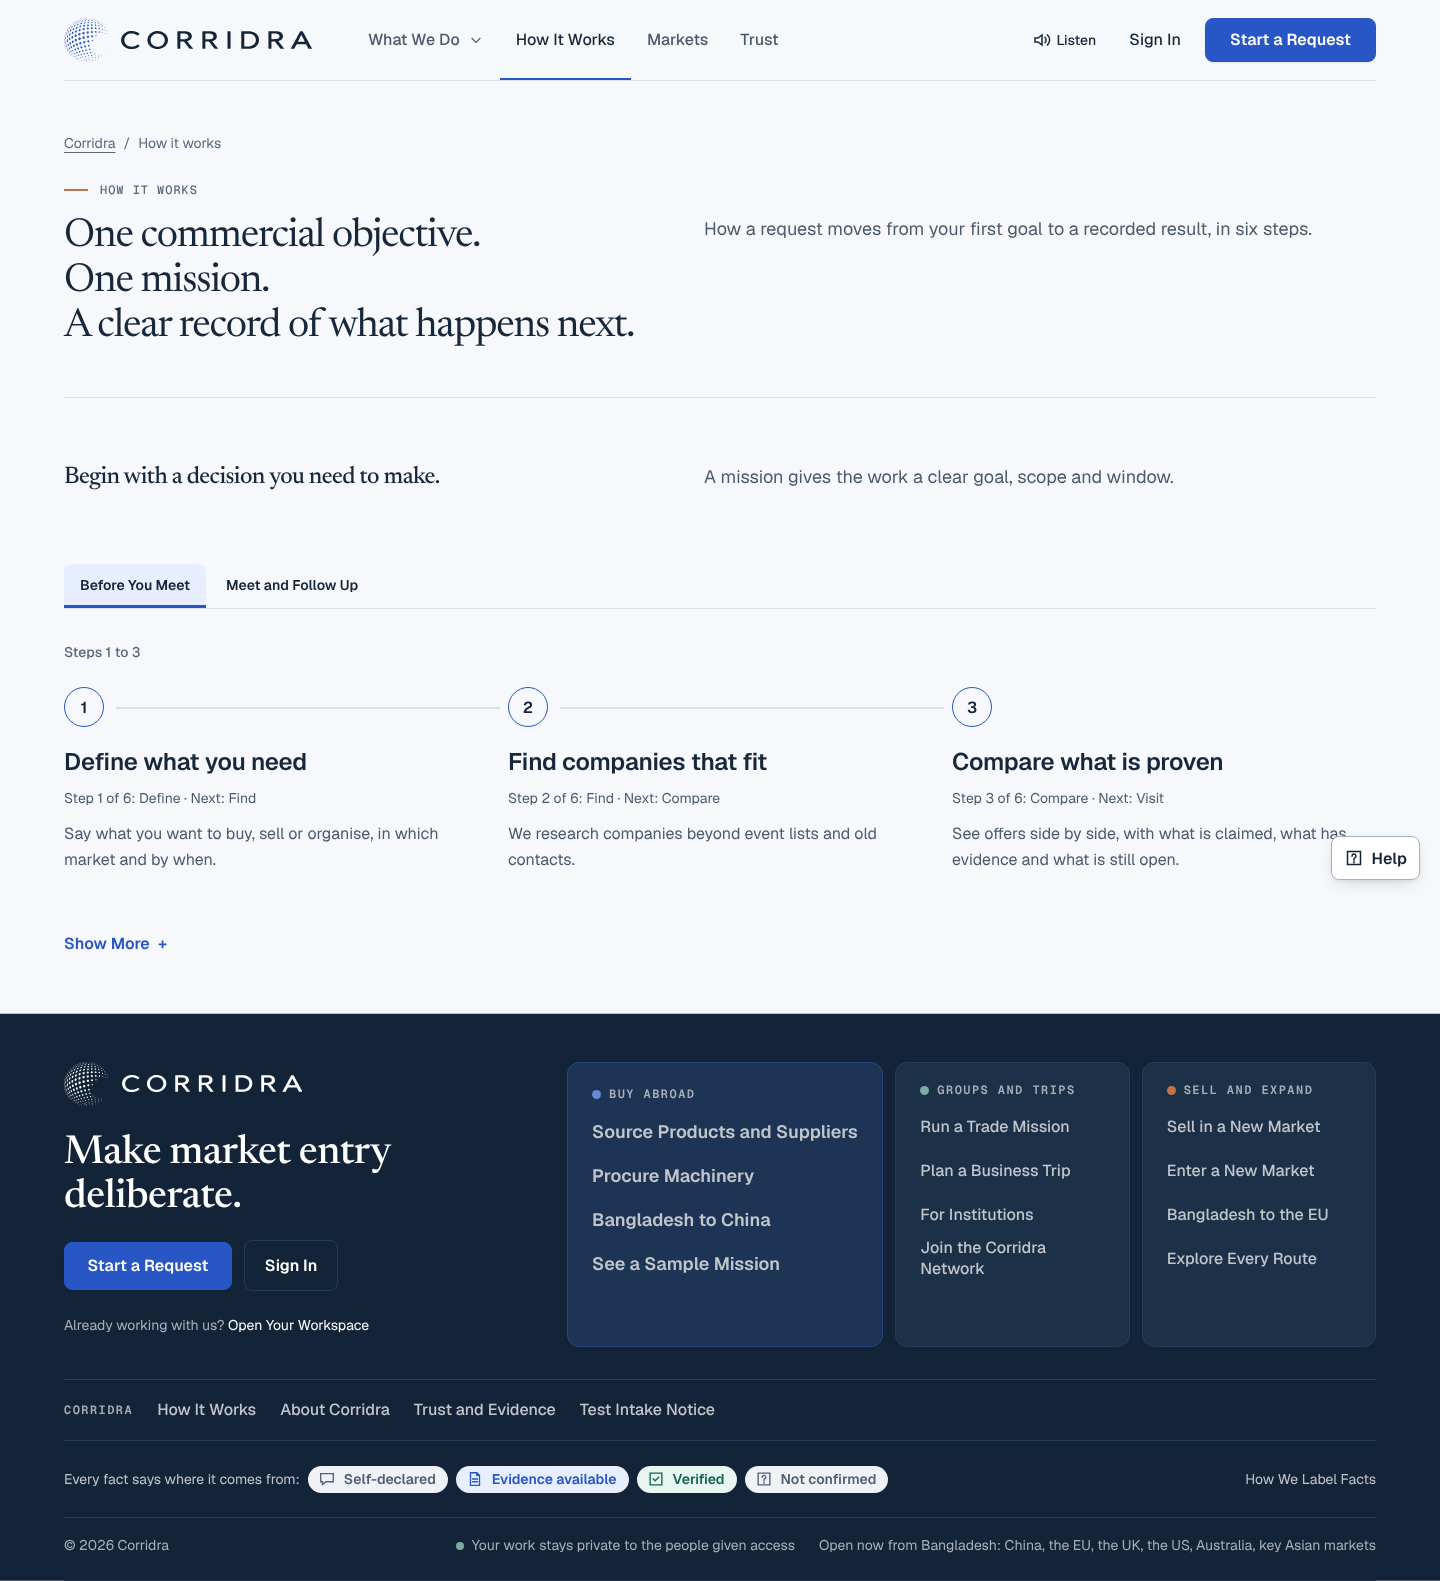 CORRIDRA
What We Do
How It Works
Markets
Trust
Listen
Sign In
Start a Request
Corridra / How it works
HOW IT WORKS
One commercial objective.
One mission.
A clear record of what happens next.
How a request moves from your first goal to a recorded result, in six steps.
Begin with a decision you need to make.
A mission gives the work a clear goal, scope and window.
Before You Meet
Meet and Follow Up
Steps 1 to 3
1
Define what you need
Step 1 of 6: Define · Next: Find
Say what you want to buy, sell or organise, in which
market and by when.
2
Find companies that fit
Step 2 of 6: Find · Next: Compare
We research companies beyond event lists and old
contacts.
3
Compare what is proven
Step 3 of 6: Compare · Next: Visit
See offers side by side, with what is claimed, what has
evidence and what is still open.
Help
Show More +
CORRIDRA
Make market entry
deliberate.
Start a Request
Sign In
Already working with us? Open Your Workspace
BUY ABROAD
Source Products and Suppliers
Procure Machinery
Bangladesh to China
See a Sample Mission
GROUPS AND TRIPS
Run a Trade Mission
Plan a Business Trip
For Institutions
Join the Corridra
Network
SELL AND EXPAND
Sell in a New Market
Enter a New Market
Bangladesh to the EU
Explore Every Route
CORRIDRA
How It Works
About Corridra
Trust and Evidence
Test Intake Notice
Every fact says where it comes from:
Self-declared
Evidence available
Verified
Not confirmed
How We Label Facts
© 2026 Corridra
Your work stays private to the people given access
Open now from Bangladesh: China, the EU, the UK, the US, Australia, key Asian markets